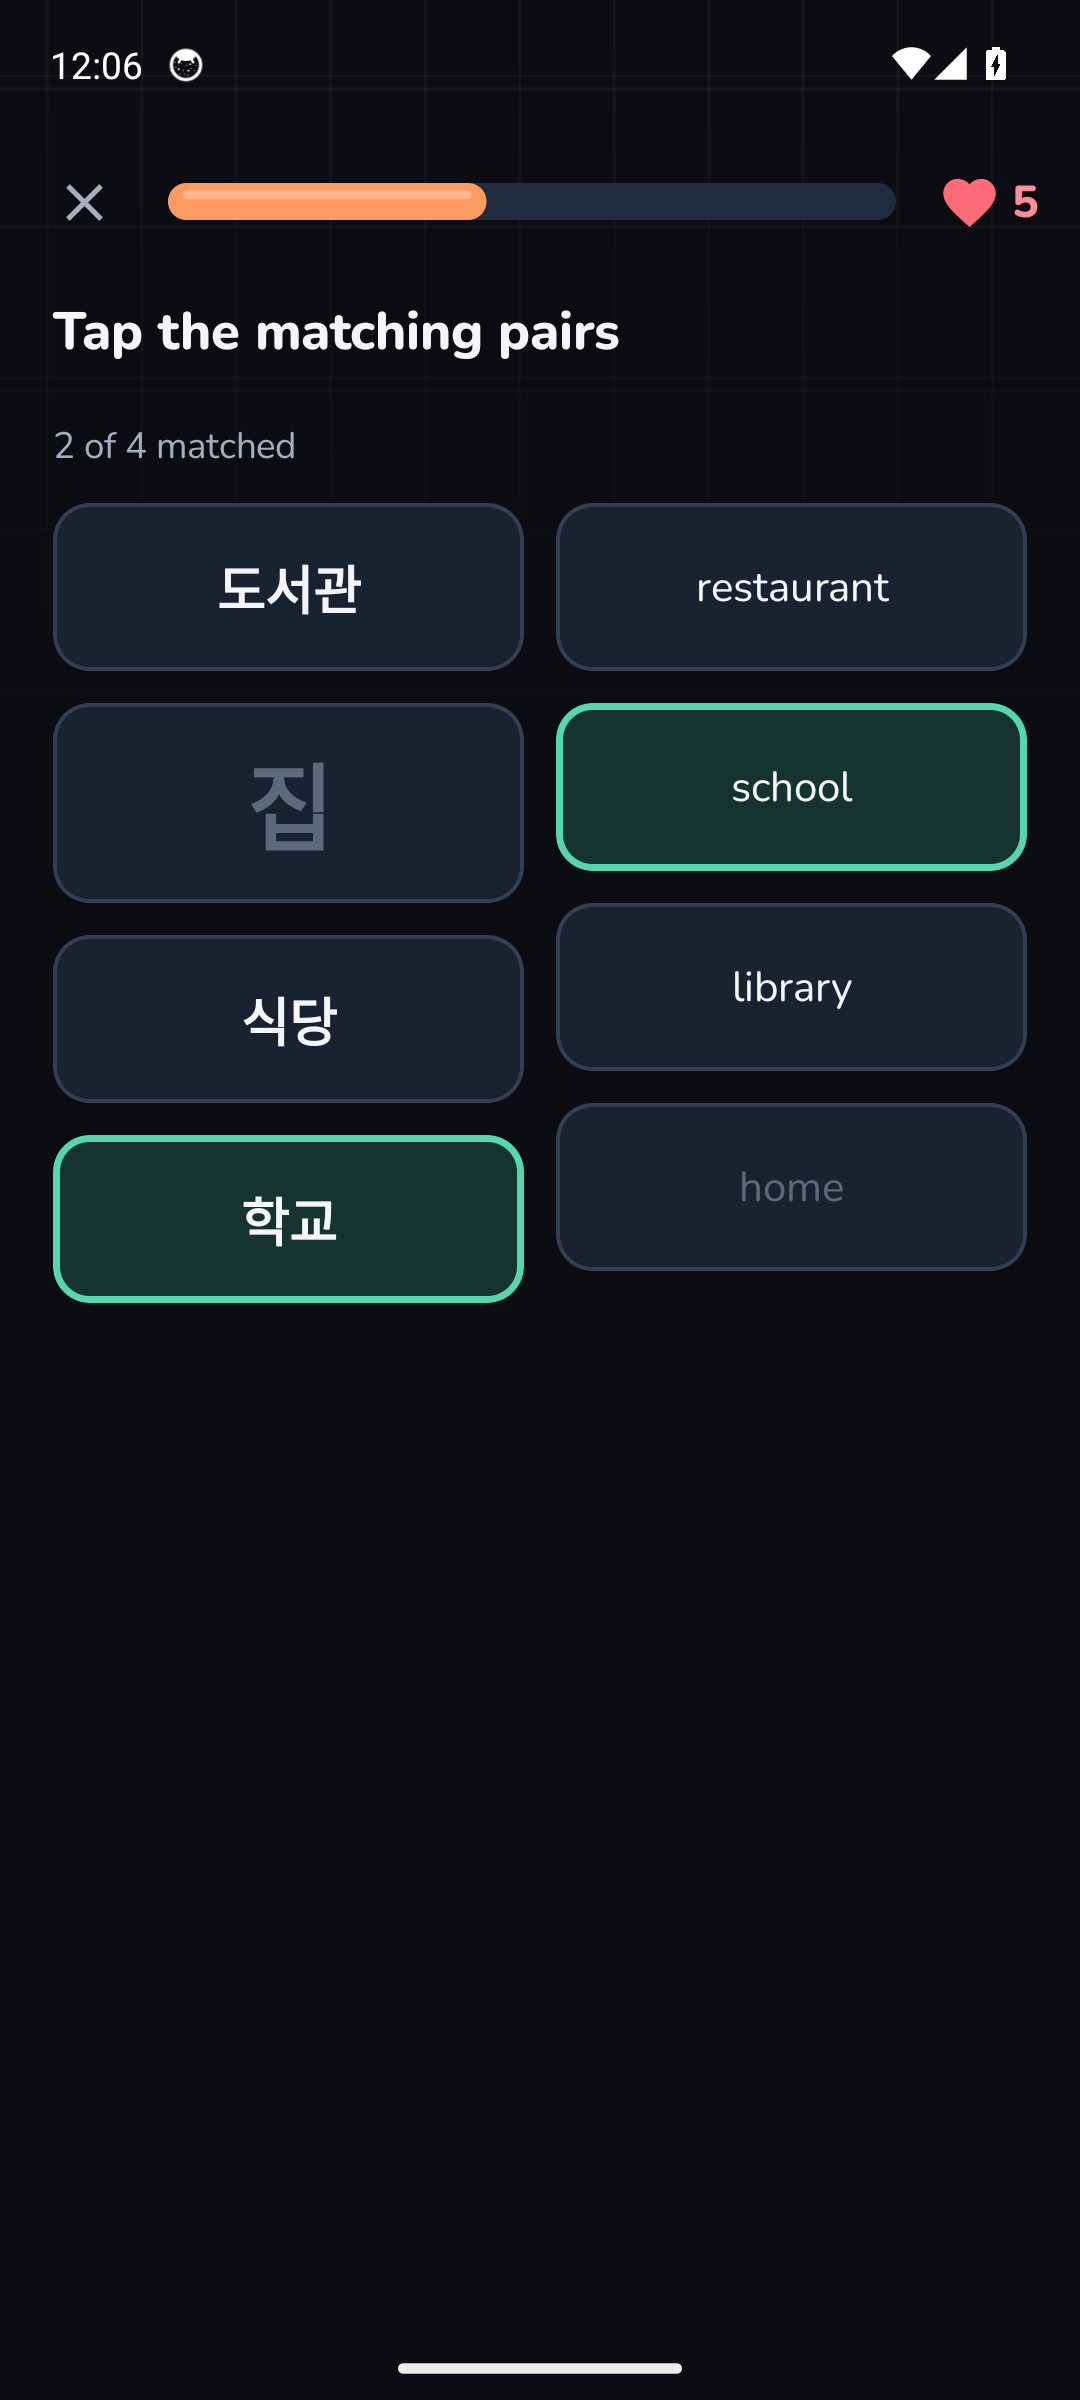 12:06
5
Tap the matching pairs
2 of 4 matched
도서관
restaurant
집
school
식당
library
학교
home